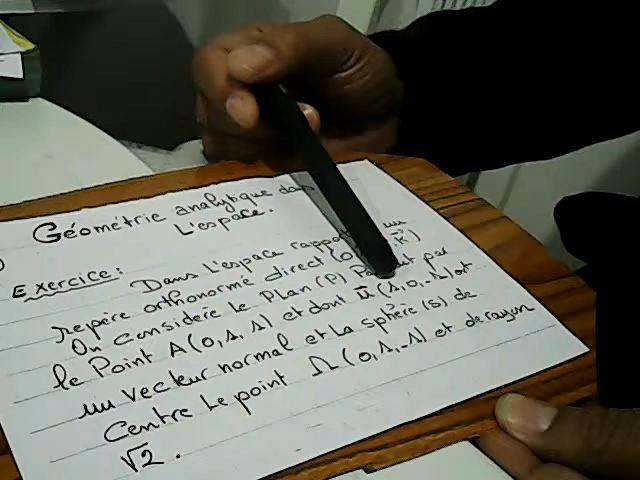 Géométrie analytique dans
L'espace.
Exercice:
Dans L'espace rapporté un
repère orthonormé direct (O, k)
On considère le Plan (P) Passant par
le Point A(0,1,1) et dont u(1,0,-1) est
un vecteur normal et la sphère (S) de
Centre Le point Ω(0,1,-1) et de rayon
√2.